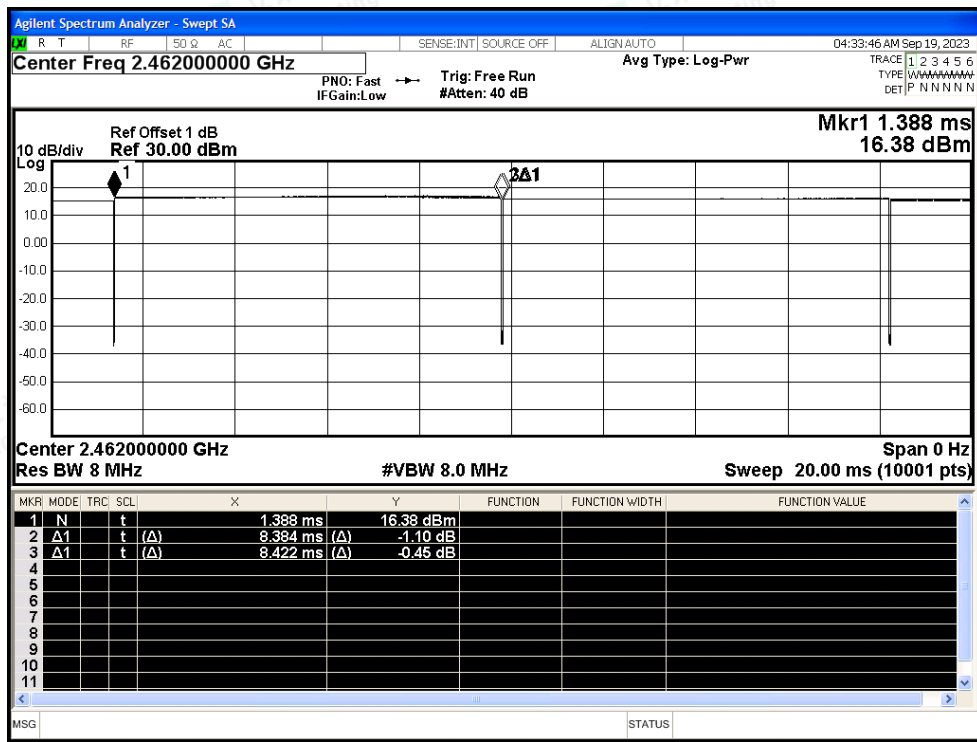 Agilent Spectrum Analyzer - Swept SA
LXI R T RF 50 Ω AC SENSE:INT SOURCE OFF ALIGN AUTO 04:33:46 AM Sep 19, 2023
Center Freq 2.462000000 GHz Avg Type: Log-Pwr TRACE 1 2 3 4 5 6
PNO: Fast Trig: Free Run TYPE WWWWWW
IFGain:Low #Atten: 40 dB DET P N N N N N
Mkr1 1.388 ms
Ref Offset 1 dB
10 dB/div Ref 30.00 dBm 16.38 dBm
Log
1 3Δ1
20.0
10.0
0.00
-10.0
-20.0
-30.0
-40.0
-50.0
-60.0
Center 2.462000000 GHz Span 0 Hz
Res BW 8 MHz #VBW 8.0 MHz Sweep 20.00 ms (10001 pts)
MKR MODE TRC SCL X Y FUNCTION FUNCTION WIDTH FUNCTION VALUE
1 N t 1.388 ms 16.38 dBm
2 Δ1 t (Δ) 8.384 ms (Δ) -1.10 dB
3 Δ1 t (Δ) 8.422 ms (Δ) -0.45 dB
4
5
6
7
8
9
10
11
MSG STATUS